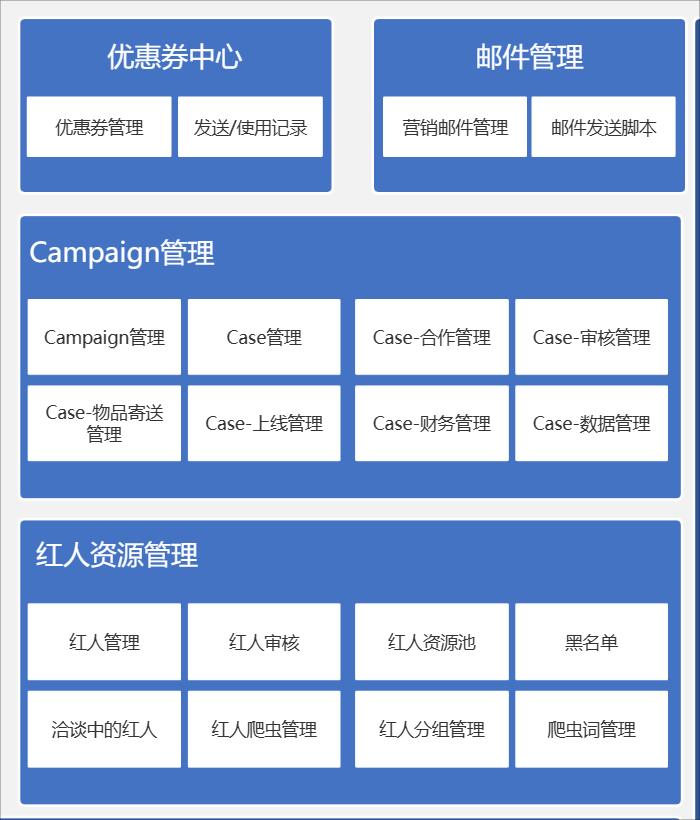 优惠券中心
邮件管理
优惠券管理
发送/使用记录
营销邮件管理
邮件发送脚本
Campaign管理
Campaign管理
Case管理
Case-合作管理
Case-审核管理
Case-物品寄送
管理
Case-上线管理
Case-财务管理
Case-数据管理
红人资源管理
红人管理
红人审核
红人资源池
黑名单
洽谈中的红人
红人爬虫管理
红人分组管理
爬虫词管理